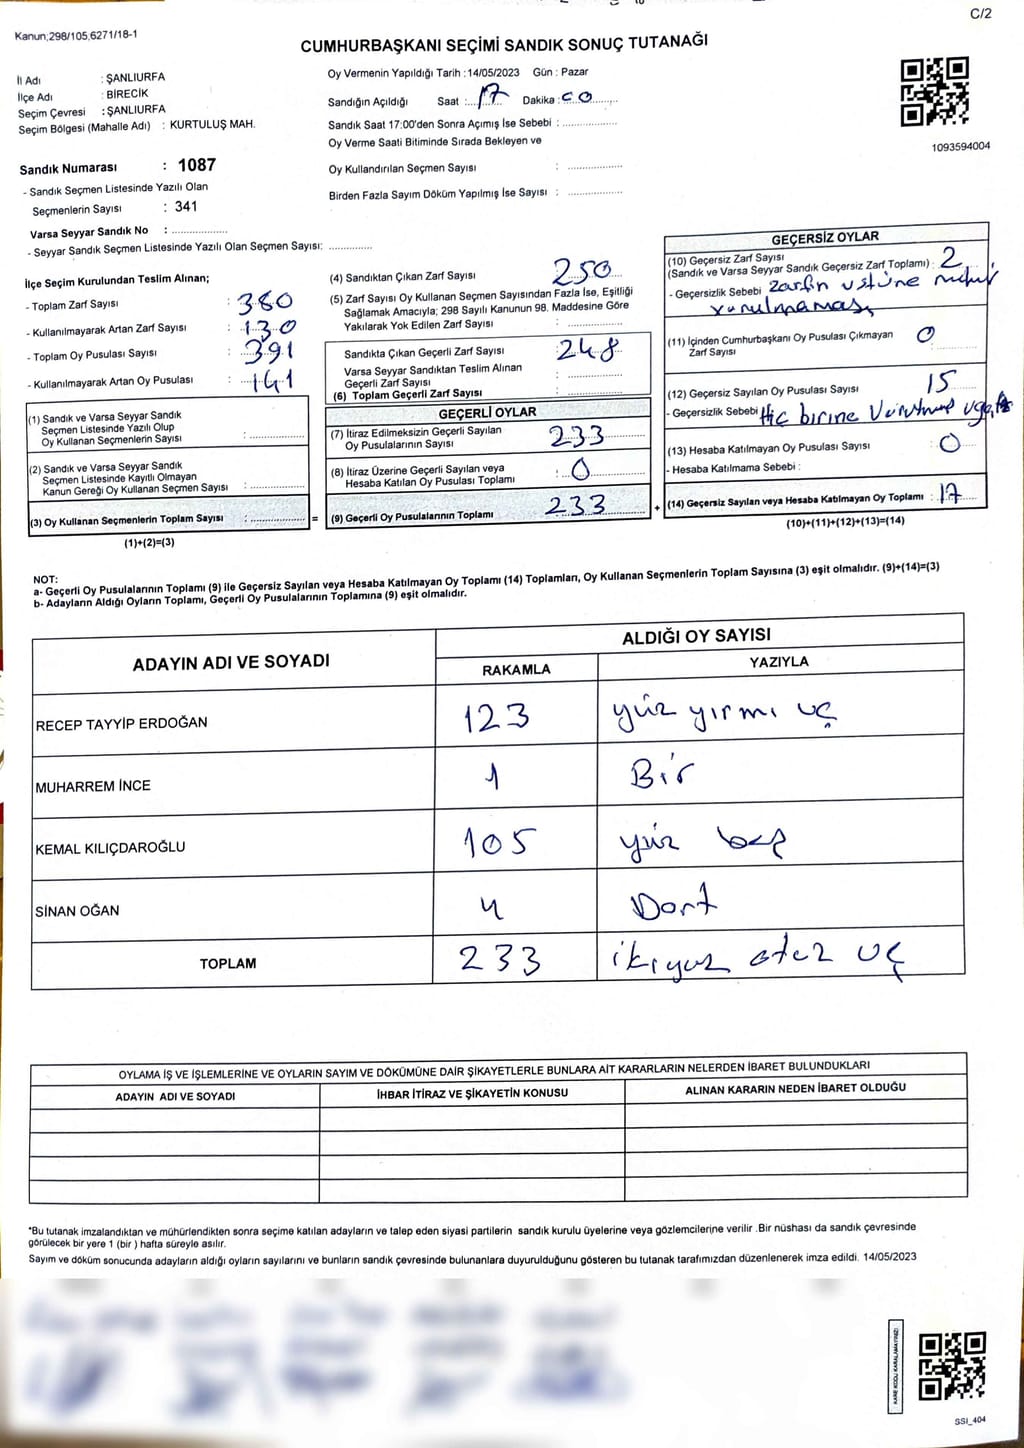 C/2
Kanun;298/105,6271/18-1
CUMHURBAŞKANI SEÇİMİ SANDIK SONUÇ TUTANAĞI
İl Adı : ŞANLIURFA
İlçe Adı : BİRECİK
Seçim Çevresi : ŞANLIURFA
Seçim Bölgesi (Mahalle Adı) : KURTULUŞ MAH.
Sandık Numarası : 1087
- Sandık Seçmen Listesinde Yazılı Olan
Seçmenlerin Sayısı : 341
Varsa Seyyar Sandık No : ..................
- Seyyar Sandık Seçmen Listesinde Yazılı Olan Seçmen Sayısı: ..............
Oy Vermenin Yapıldığı Tarih : 14/05/2023 Gün : Pazar
Sandığın Açıldığı Saat : 17 Dakika : 00
Sandık Saat 17:00'den Sonra Açımış İse Sebebi : ..................
Oy Verme Saati Bitiminde Sırada Bekleyen ve
Oy Kullandırılan Seçmen Sayısı : ..................
Birden Fazla Sayım Döküm Yapılmış İse Sayısı : ..................
1093594004
İlçe Seçim Kurulundan Teslim Alınan;
- Toplam Zarf Sayısı : 380
- Kullanılmayarak Artan Zarf Sayısı : 130
- Toplam Oy Pusulası Sayısı : 391
- Kullanılmayarak Artan Oy Pusulası : 141
(1) Sandık ve Varsa Seyyar Sandık
Seçmen Listesinde Yazılı Olup
Oy Kullanan Seçmenlerin Sayısı : ..................
(2) Sandık ve Varsa Seyyar Sandık
Seçmen Listesinde Kayıtlı Olmayan
Kanun Gereği Oy Kullanan Seçmen Sayısı : ..................
(3) Oy Kullanan Seçmenlerin Toplam Sayısı : .................. =
(1)+(2)=(3)
(4) Sandıktan Çıkan Zarf Sayısı 250
(5) Zarf Sayısı Oy Kullanan Seçmen Sayısından Fazla İse, Eşitliği
Sağlamak Amacıyla; 298 Sayılı Kanunun 98. Maddesine Göre
Yakılarak Yok Edilen Zarf Sayısı : ..................
Sandıkta Çıkan Geçerli Zarf Sayısı 248
Varsa Seyyar Sandıktan Teslim Alınan
Geçerli Zarf Sayısı : ..................
(6) Toplam Geçerli Zarf Sayısı : ..................
GEÇERLİ OYLAR
(7) İtiraz Edilmeksizin Geçerli Sayılan
Oy Pusulalarının Sayısı 233
(8) İtiraz Üzerine Geçerli Sayılan veya
Hesaba Katılan Oy Pusulası Toplamı : 0
(9) Geçerli Oy Pusulalarının Toplamı 233 +
GEÇERSİZ OYLAR
(10) Geçersiz Zarf Sayısı
(Sandık ve Varsa Seyyar Sandık Geçersiz Zarf Toplamı) : 2
- Geçersizlik Sebebi Zarfın üstüne mühür
vurulmaması
(11) İçinden Cumhurbaşkanı Oy Pusulası Çıkmayan
Zarf Sayısı 0
(12) Geçersiz Sayılan Oy Pusulası Sayısı 15
- Geçersizlik Sebebi Hiç birine
(13) Hesaba Katılmayan Oy Pusulası Sayısı : 0
- Hesaba Katılmama Sebebi :
(14) Geçersiz Sayılan veya Hesaba Katılmayan Oy Toplamı : 17
(10)+(11)+(12)+(13)=(14)
NOT:
a- Geçerli Oy Pusulalarının Toplamı (9) ile Geçersiz Sayılan veya Hesaba Katılmayan Oy Toplamı (14) Toplamları, Oy Kullanan Seçmenlerin Toplam Sayısına (3) eşit olmalıdır. (9)+(14)=(3)
b- Adayların Aldığı Oyların Toplamı, Geçerli Oy Pusulalarının Toplamına (9) eşit olmalıdır.
ADAYIN ADI VE SOYADI ALDIĞI OY SAYISI
RAKAMLA YAZIYLA
RECEP TAYYİP ERDOĞAN 123 yüz yirmi üç
MUHARREM İNCE 1 Bir
KEMAL KILIÇDAROĞLU 105 yüz beş
SİNAN OĞAN 4 Dört
TOPLAM 233 ikiyüz otuz üç
OYLAMA İŞ VE İŞLEMLERİNE VE OYLARIN SAYIM VE DÖKÜMÜNE DAİR ŞİKAYETLERLE BUNLARA AİT KARARLARIN NELERDEN İBARET BULUNDUKLARI
ADAYIN ADI VE SOYADI İHBAR İTİRAZ VE ŞİKAYETİN KONUSU ALINAN KARARIN NEDEN İBARET OLDUĞU
*Bu tutanak imzalandıktan ve mühürlendikten sonra seçime katılan adayların ve talep eden siyasi partilerin sandık kurulu üyelerine veya gözlemcilerine verilir .Bir nüshası da sandık çevresinde
görülecek bir yere 1 (bir ) hafta süreyle asılır.
Sayım ve döküm sonucunda adayların aldığı oyların sayılarını ve bunların sandık çevresinde bulunanlara duyurulduğunu gösteren bu tutanak tarafımızdan düzenlenerek imza edildi. 14/05/2023
KARE KODU KARALAMAYINIZ!
SSI_404